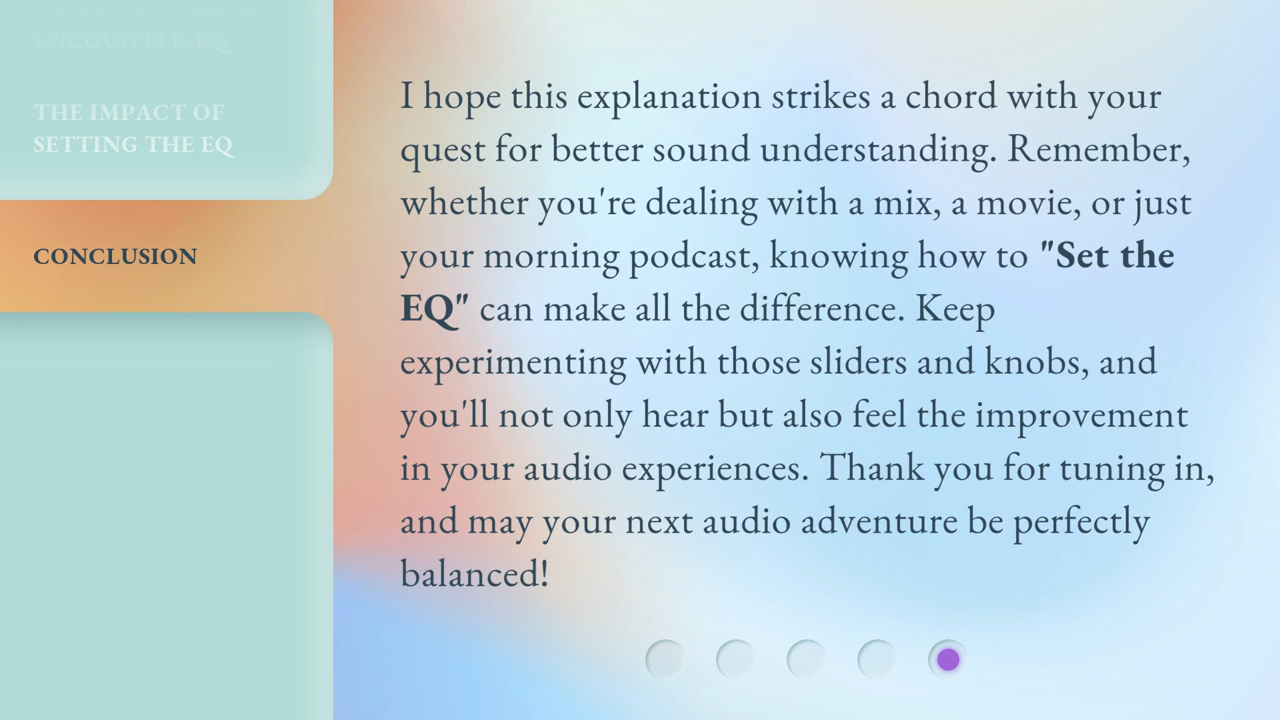 ENCOUNTER EQ
THE IMPACT OF
SETTING THE EQ
CONCLUSION
I hope this explanation strikes a chord with your
quest for better sound understanding. Remember,
whether you're dealing with a mix, a movie, or just
your morning podcast, knowing how to "Set the
EQ" can make all the difference. Keep
experimenting with those sliders and knobs, and
you'll not only hear but also feel the improvement
in your audio experiences. Thank you for tuning in,
and may your next audio adventure be perfectly
balanced!